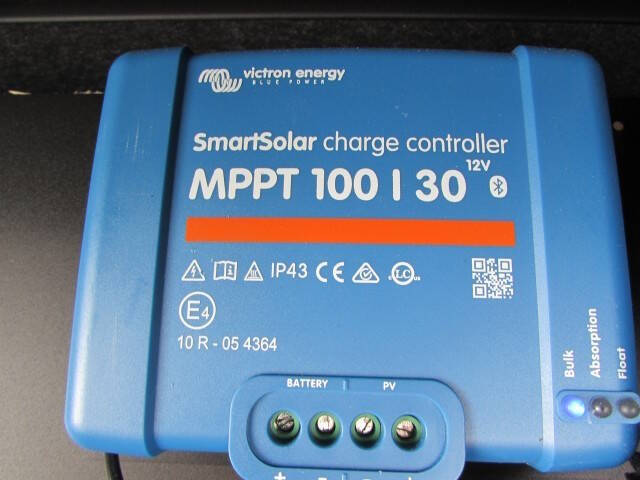 victron energy
BLUE POWER
SmartSolar charge controller
MPPT 100 | 30 12V
IP43 CE
E4
10 R - 05 4364
Bulk
Absorption
Float
BATTERY PV
+ -